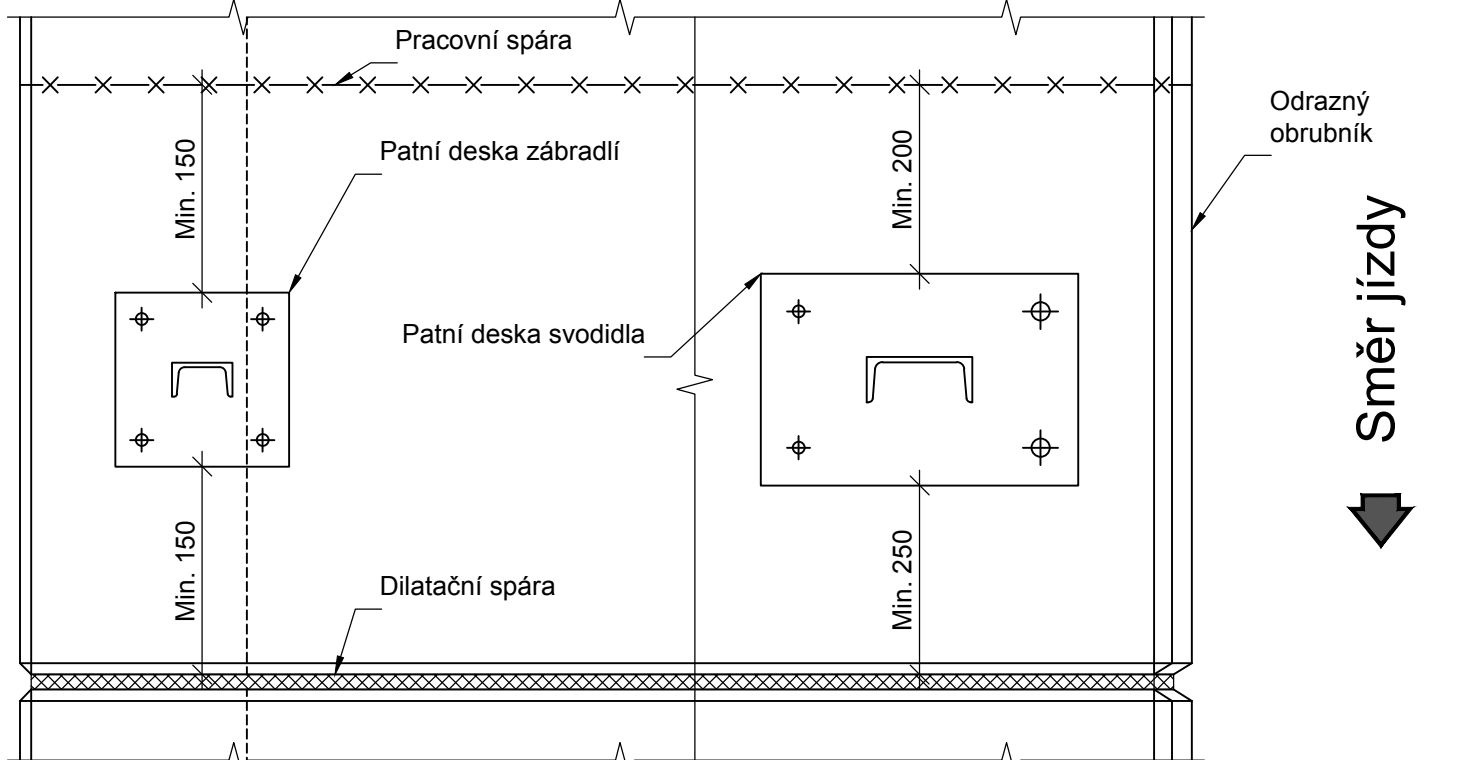 Pracovní spára
Odrazný
obrubník
Min. 150
Patní deska zábradlí
Min. 200
Směr jízdy
Patní deska svodidla
Min. 150
Dilatační spára
Min. 250